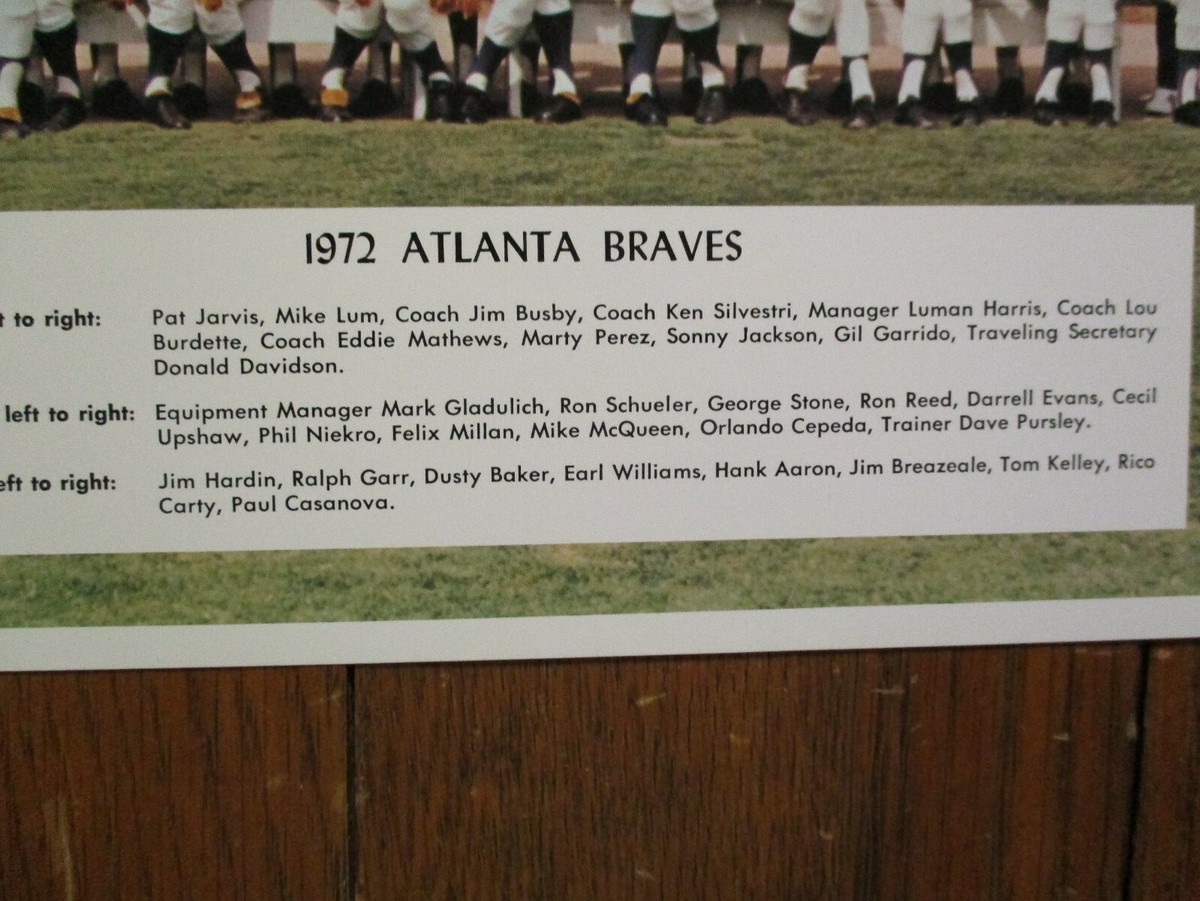 1972 ATLANTA BRAVES
to right: Pat Jarvis, Mike Lum, Coach Jim Busby, Coach Ken Silvestri, Manager Luman Harris, Coach Lou
Burdette, Coach Eddie Mathews, Marty Perez, Sonny Jackson, Gil Garrido, Traveling Secretary
Donald Davidson.
left to right: Equipment Manager Mark Gladulich, Ron Schueler, George Stone, Ron Reed, Darrell Evans, Cecil
Upshaw, Phil Niekro, Felix Millan, Mike McQueen, Orlando Cepeda, Trainer Dave Pursley.
eft to right: Jim Hardin, Ralph Garr, Dusty Baker, Earl Williams, Hank Aaron, Jim Breazeale, Tom Kelley, Rico
Carty, Paul Casanova.